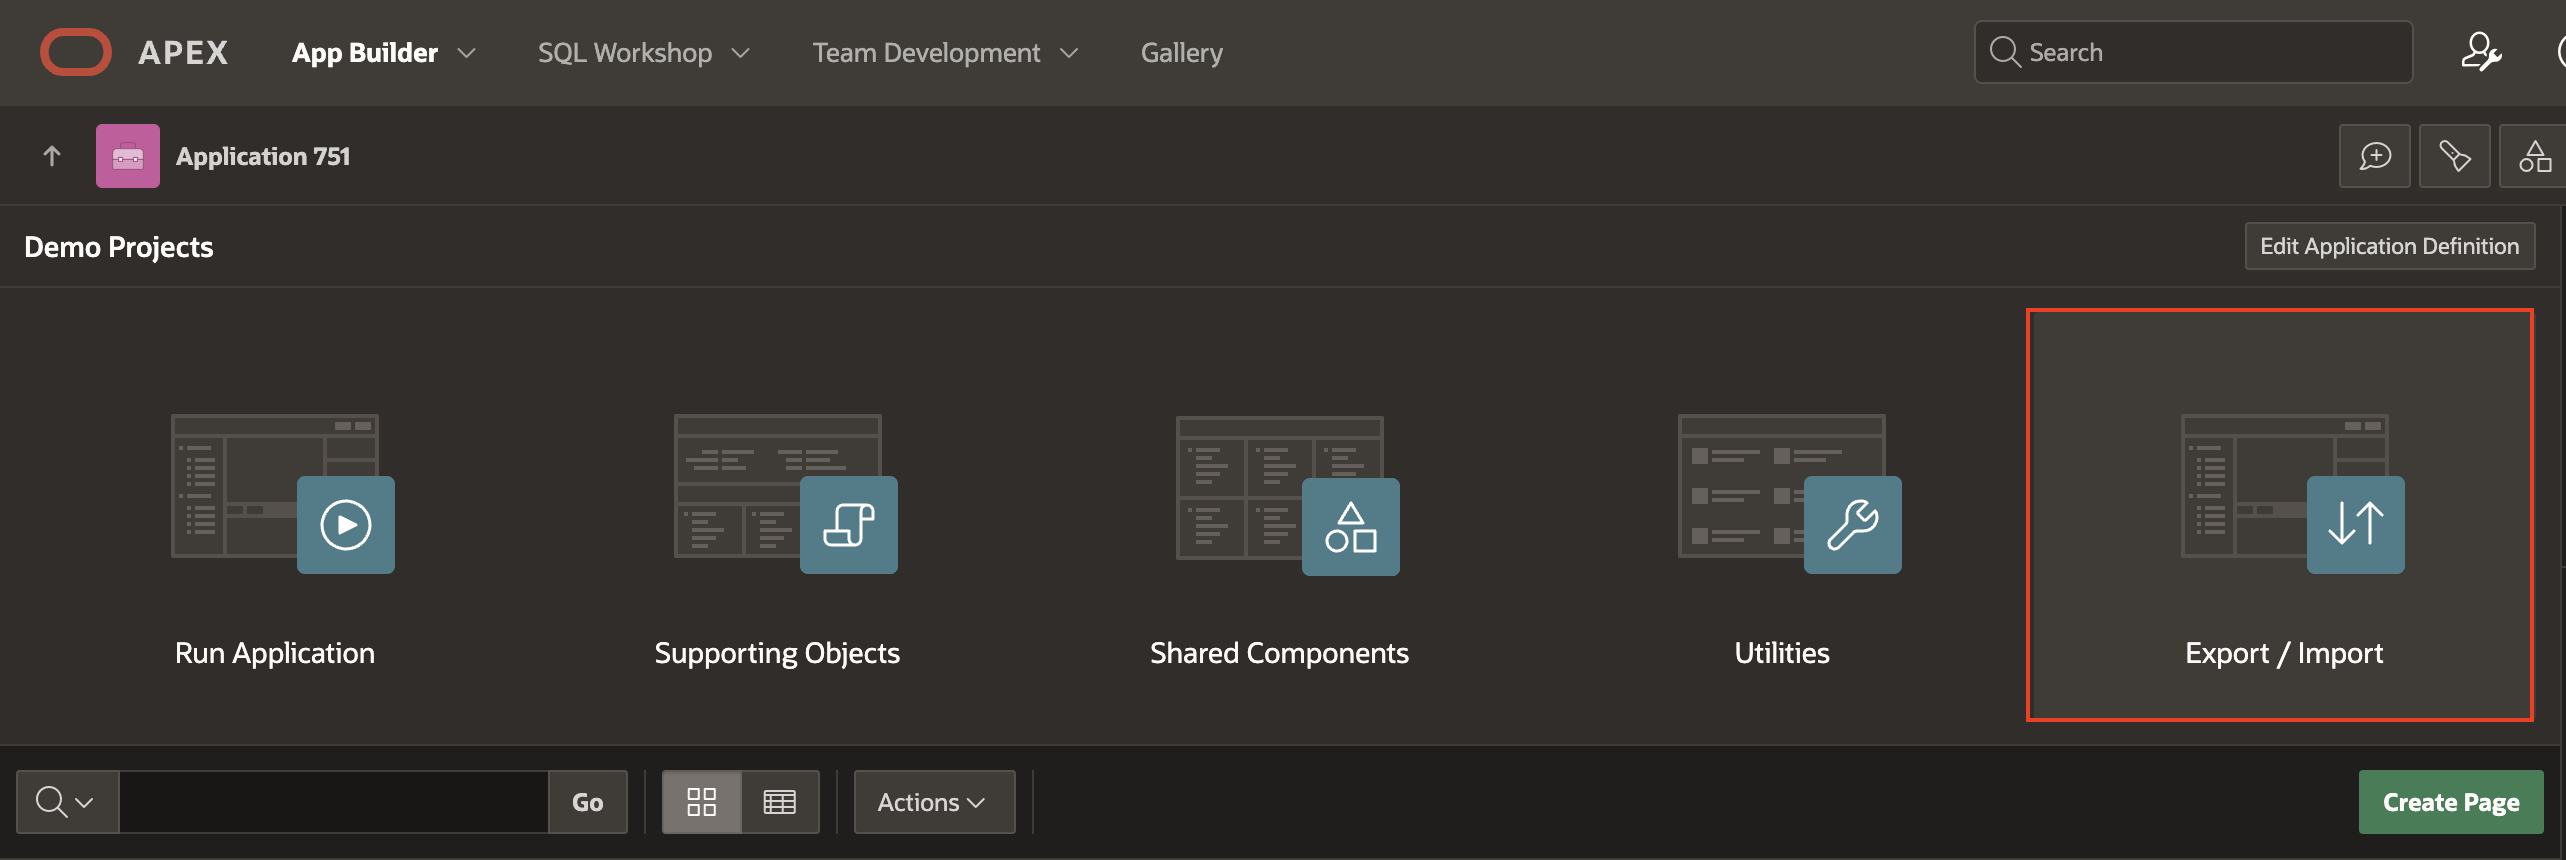 APEX App Builder SQL Workshop Team Development Gallery Search
Application 751
Demo Projects Edit Application Definition
Run Application Supporting Objects Shared Components Utilities Export / Import
Go Actions Create Page